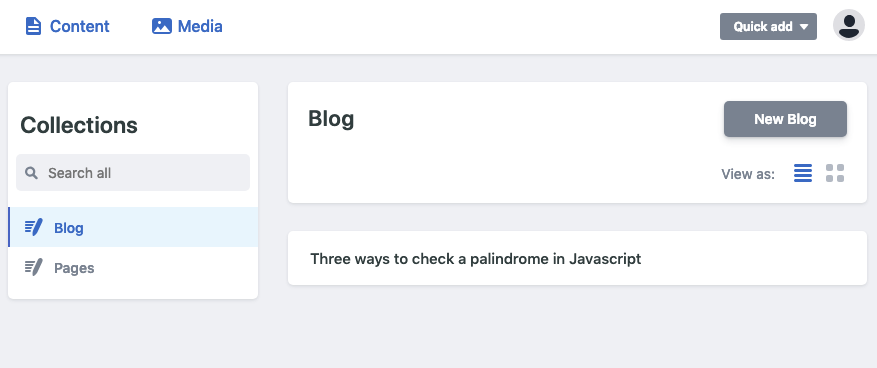 Content
Media
Quick add
Collections
Search all
Blog
Pages
Blog
New Blog
View as:
Three ways to check a palindrome in Javascript